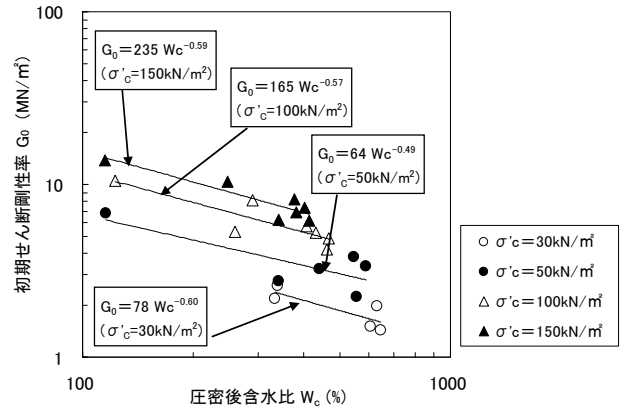 100
G₀＝235 Wc⁻⁰·⁵⁹
(σ'c=150kN/m²)
G₀＝165 Wc⁻⁰·⁵⁷
(σ'c=100kN/m²)
G₀＝64 Wc⁻⁰·⁴⁹
(σ'c=50kN/m²)
10
初期せん断剛性率 G₀ （MN/㎡）
G₀＝78 Wc⁻⁰·⁶⁰
(σ'c=30kN/m²)
1
100
1000
圧密後含水比 Wc (%)
○ σ'c＝30kN/㎡
● σ'c＝50kN/㎡
△ σ'c＝100kN/㎡
▲ σ'c＝150kN/㎡